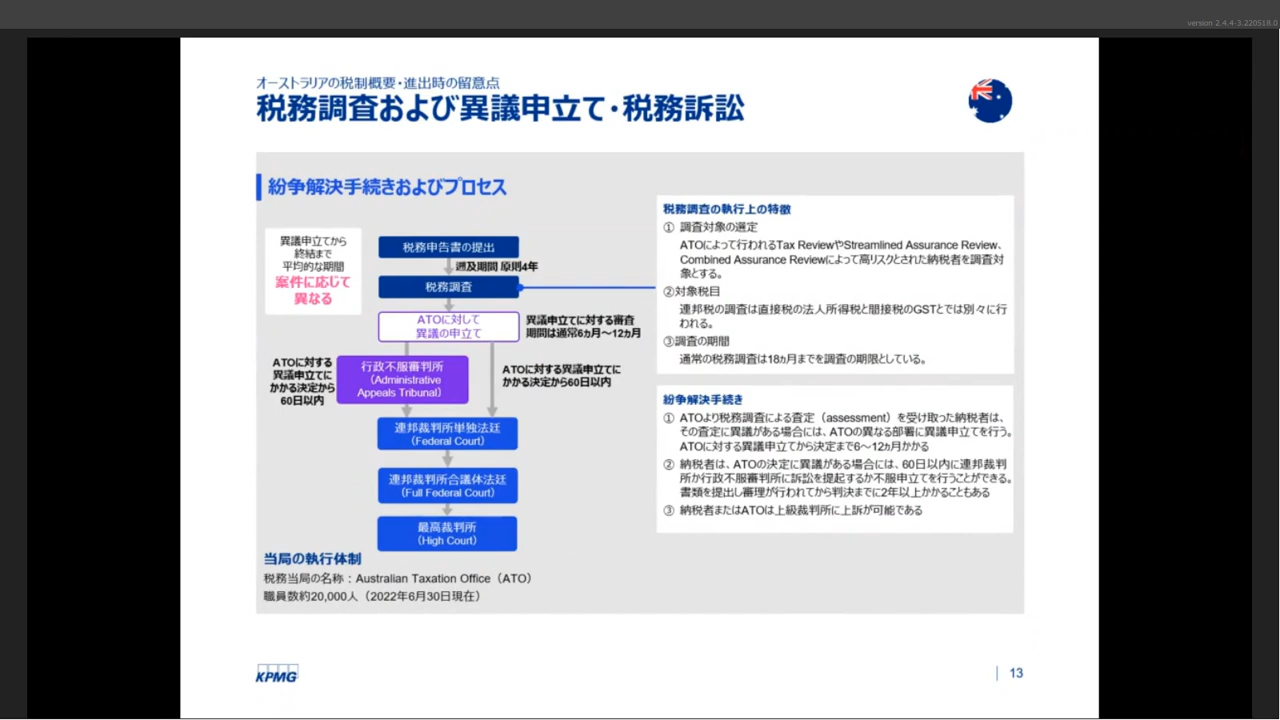 version 2.4.4-3.220518.0
オーストラリアの税制概要・進出時の留意点
税務調査および異議申立て・税務訴訟
紛争解決手続きおよびプロセス
異議申立てから
終結まで
平均的な期間
案件に応じて
異なる
税務申告書の提出
遡及期間 原則4年
税務調査
ATOに対して
異議の申立て
異議申立てに対する審査
期間は通常6ヵ月～12ヵ月
ATOに対する
異議申立てに
かかる決定から
60日以内
行政不服審判所
（Administrative
Appeals Tribunal）
ATOに対する異議申立てに
かかる決定から60日以内
連邦裁判所単独法廷
（Federal Court）
連邦裁判所合議体法廷
（Full Federal Court）
最高裁判所
（High Court）
当局の執行体制
税務当局の名称：Australian Taxation Office（ATO）
職員数約20,000人（2022年6月30日現在）
税務調査の執行上の特徴
① 調査対象の選定
ATOによって行われるTax ReviewやStreamlined Assurance Review、
Combined Assurance Reviewによって高リスクとされた納税者を調査対
象とする。
②対象税目
連邦税の調査は直接税の法人所得税と間接税のGSTとでは別々に行
われる。
③調査の期間
通常の税務調査は18ヵ月までを調査の期限としている。
紛争解決手続き
① ATOより税務調査による査定（assessment）を受け取った納税者は、
その査定に異議がある場合には、ATOの異なる部署に異議申立てを行う。
ATOに対する異議申立てから決定まで6～12ヵ月かかる
② 納税者は、ATOの決定に異議がある場合には、60日以内に連邦裁判
所か行政不服審判所に訴訟を提起するか不服申立てを行うことができる。
書類を提出し審理が行われてから判決までに2年以上かかることもある
③ 納税者またはATOは上級裁判所に上訴が可能である
KPMG
13